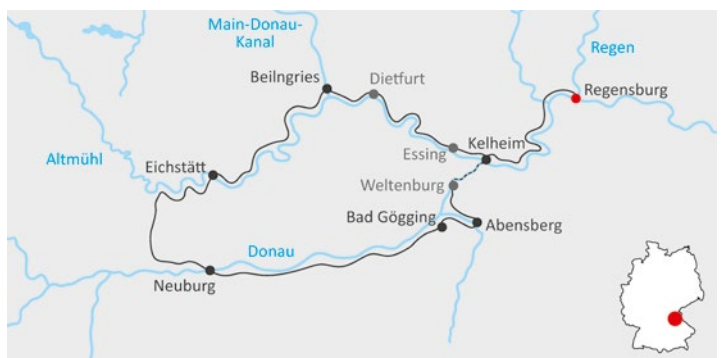 Main-Donau-
Kanal
Regen
Beilngries
Dietfurt
Regensburg
Altmühl
Eichstätt
Essing
Kelheim
Weltenburg
Bad Gögging
Abensberg
Donau
Neuburg